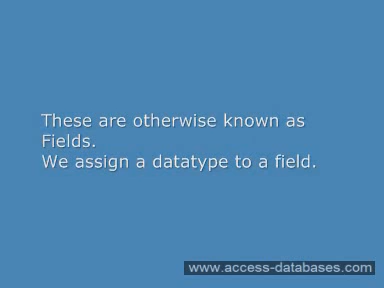 These are otherwise known as
Fields.
We assign a datatype to a field.
www.access-databases.com